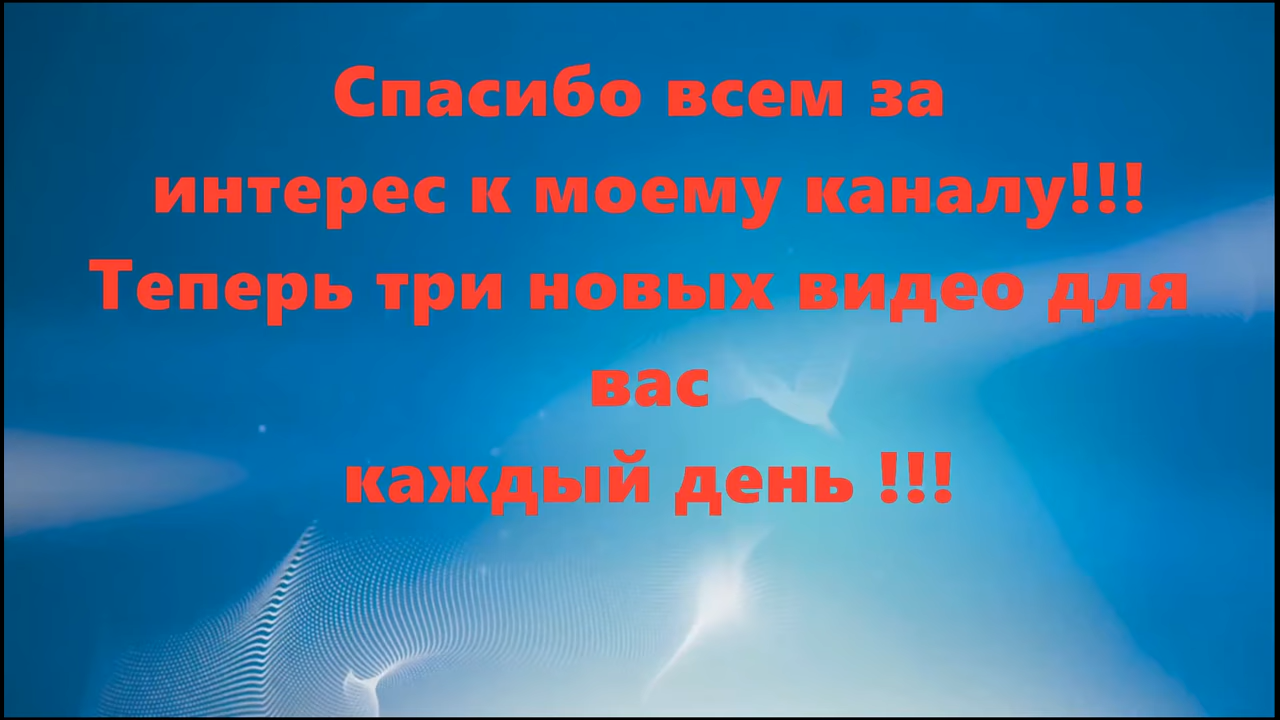 Спасибо всем за
интерес к моему каналу!!!
Теперь три новых видео для
вас
каждый день !!!